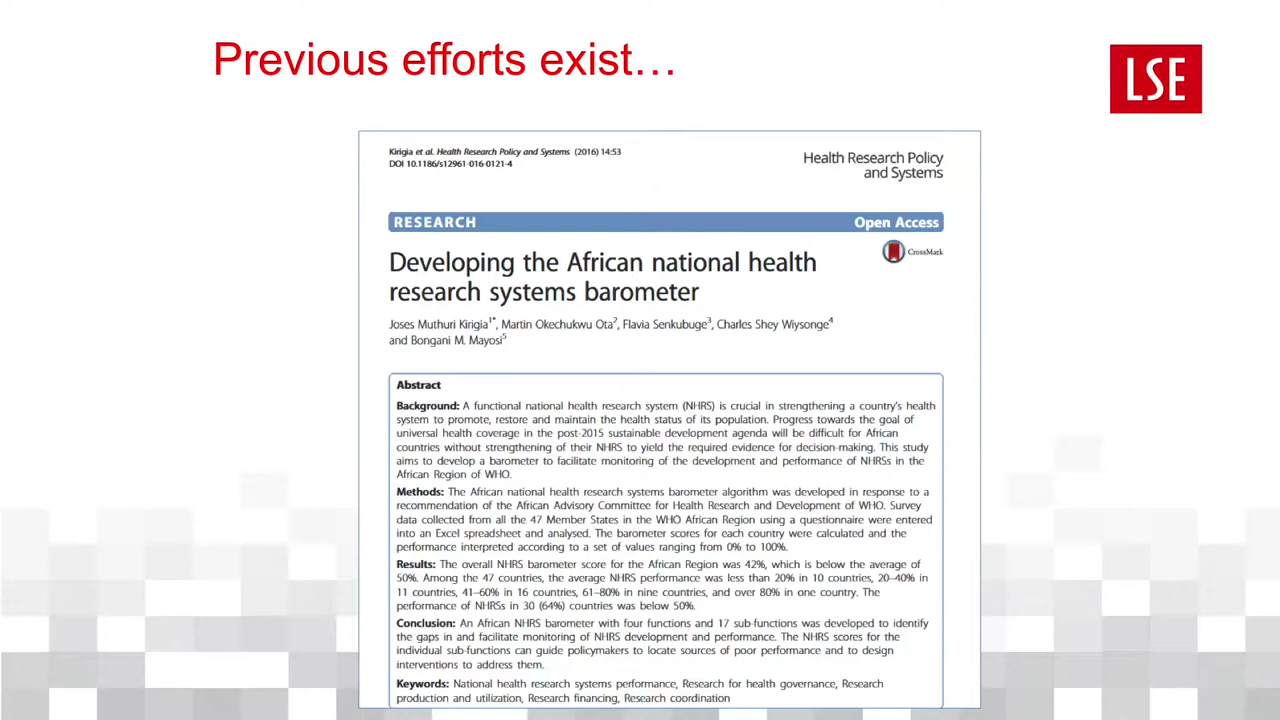 Previous efforts exist…
LSE
Kirigia et al. Health Research Policy and Systems (2016) 14:53
DOI 10.1186/s12961-016-0121-4
Health Research Policy
and Systems
RESEARCH
Open Access
CrossMark
Developing the African national health
research systems barometer
Joses Muthuri Kirigia1*, Martin Okechukwu Ota2, Flavia Senkubuge3, Charles Shey Wiysonge4
and Bongani M. Mayosi5
Abstract
Background: A functional national health research system (NHRS) is crucial in strengthening a country's health
system to promote, restore and maintain the health status of its population. Progress towards the goal of
universal health coverage in the post-2015 sustainable development agenda will be difficult for African
countries without strengthening of their NHRS to yield the required evidence for decision-making. This study
aims to develop a barometer to facilitate monitoring of the development and performance of NHRSs in the
African Region of WHO.
Methods: The African national health research systems barometer algorithm was developed in response to a
recommendation of the African Advisory Committee for Health Research and Development of WHO. Survey
data collected from all the 47 Member States in the WHO African Region using a questionnaire were entered
into an Excel spreadsheet and analysed. The barometer scores for each country were calculated and the
performance interpreted according to a set of values ranging from 0% to 100%.
Results: The overall NHRS barometer score for the African Region was 42%, which is below the average of
50%. Among the 47 countries, the average NHRS performance was less than 20% in 10 countries, 20–40% in
11 countries, 41–60% in 16 countries, 61–80% in nine countries, and over 80% in one country. The
performance of NHRSs in 30 (64%) countries was below 50%.
Conclusion: An African NHRS barometer with four functions and 17 sub-functions was developed to identify
the gaps in and facilitate monitoring of NHRS development and performance. The NHRS scores for the
individual sub-functions can guide policymakers to locate sources of poor performance and to design
interventions to address them.
Keywords: National health research systems performance, Research for health governance, Research
production and utilization, Research financing, Research coordination